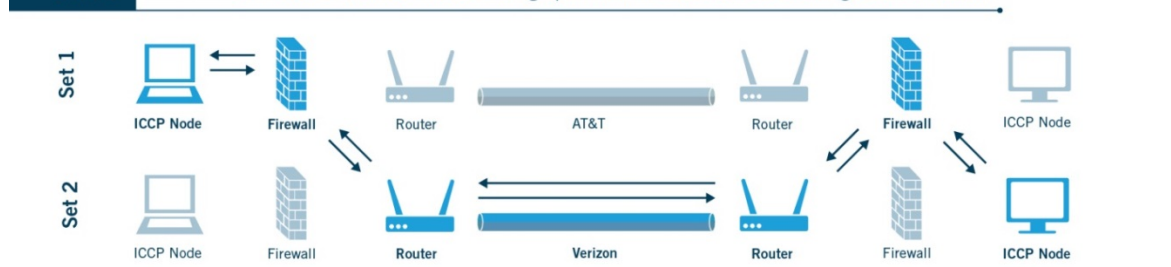 Set 1
ICCP Node Firewall Router AT&T Router Firewall ICCP Node
Set 2
ICCP Node Firewall Router Verizon Router Firewall ICCP Node